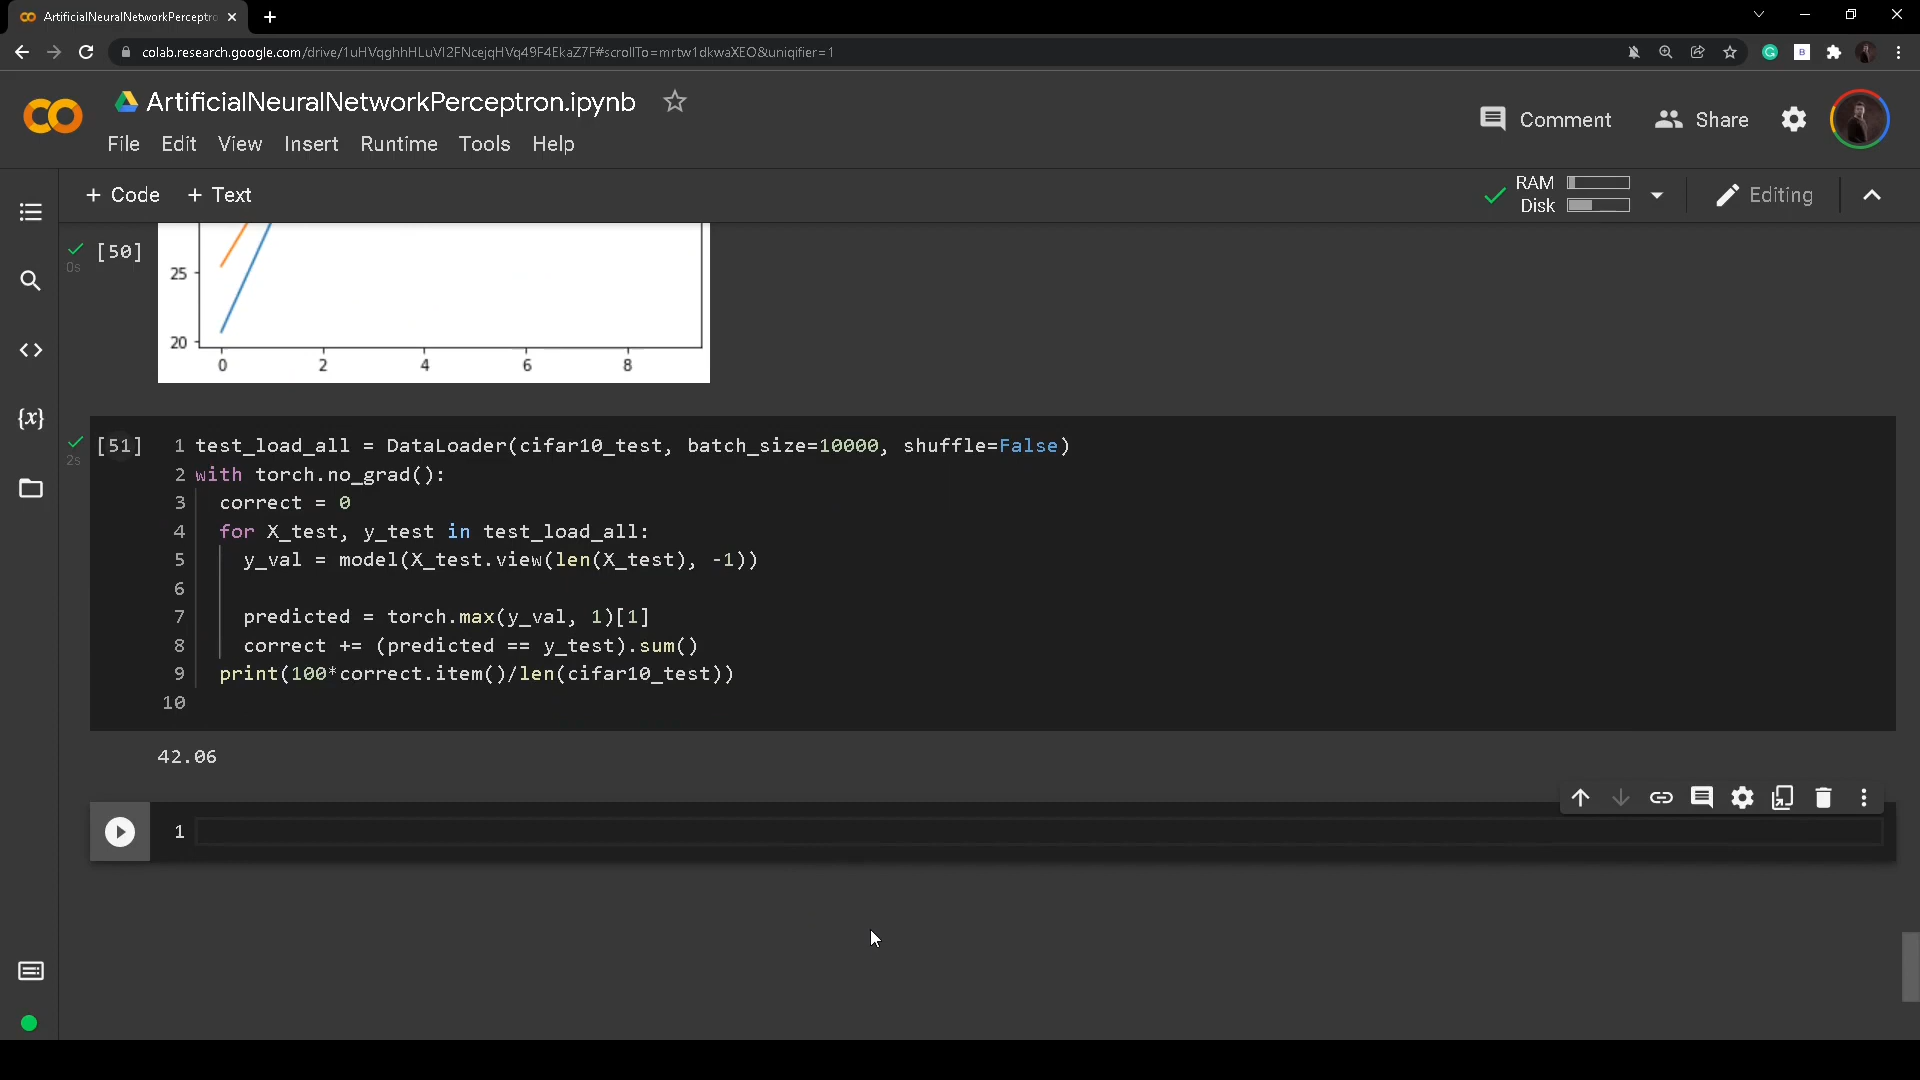 ArtificialNeuralNetworkPerceptro
colab.research.google.com/drive/1uHVqghhHLuVI2FNcejqHVq49F4EkaZ7F#scrollTo=mrtw1dkwaXEO&uniqifier=1
ArtificialNeuralNetworkPerceptron.ipynb
Comment
Share
File Edit View Insert Runtime Tools Help
+ Code + Text
RAM
Disk
Editing
[50]
0s
25
20
0 2 4 6 8
[51]
2s
1 test_load_all = DataLoader(cifar10_test, batch_size=10000, shuffle=False)
2 with torch.no_grad():
3 correct = 0
4 for X_test, y_test in test_load_all:
5 y_val = model(X_test.view(len(X_test), -1))
6
7 predicted = torch.max(y_val, 1)[1]
8 correct += (predicted == y_test).sum()
9 print(100*correct.item()/len(cifar10_test))
10
42.06
1